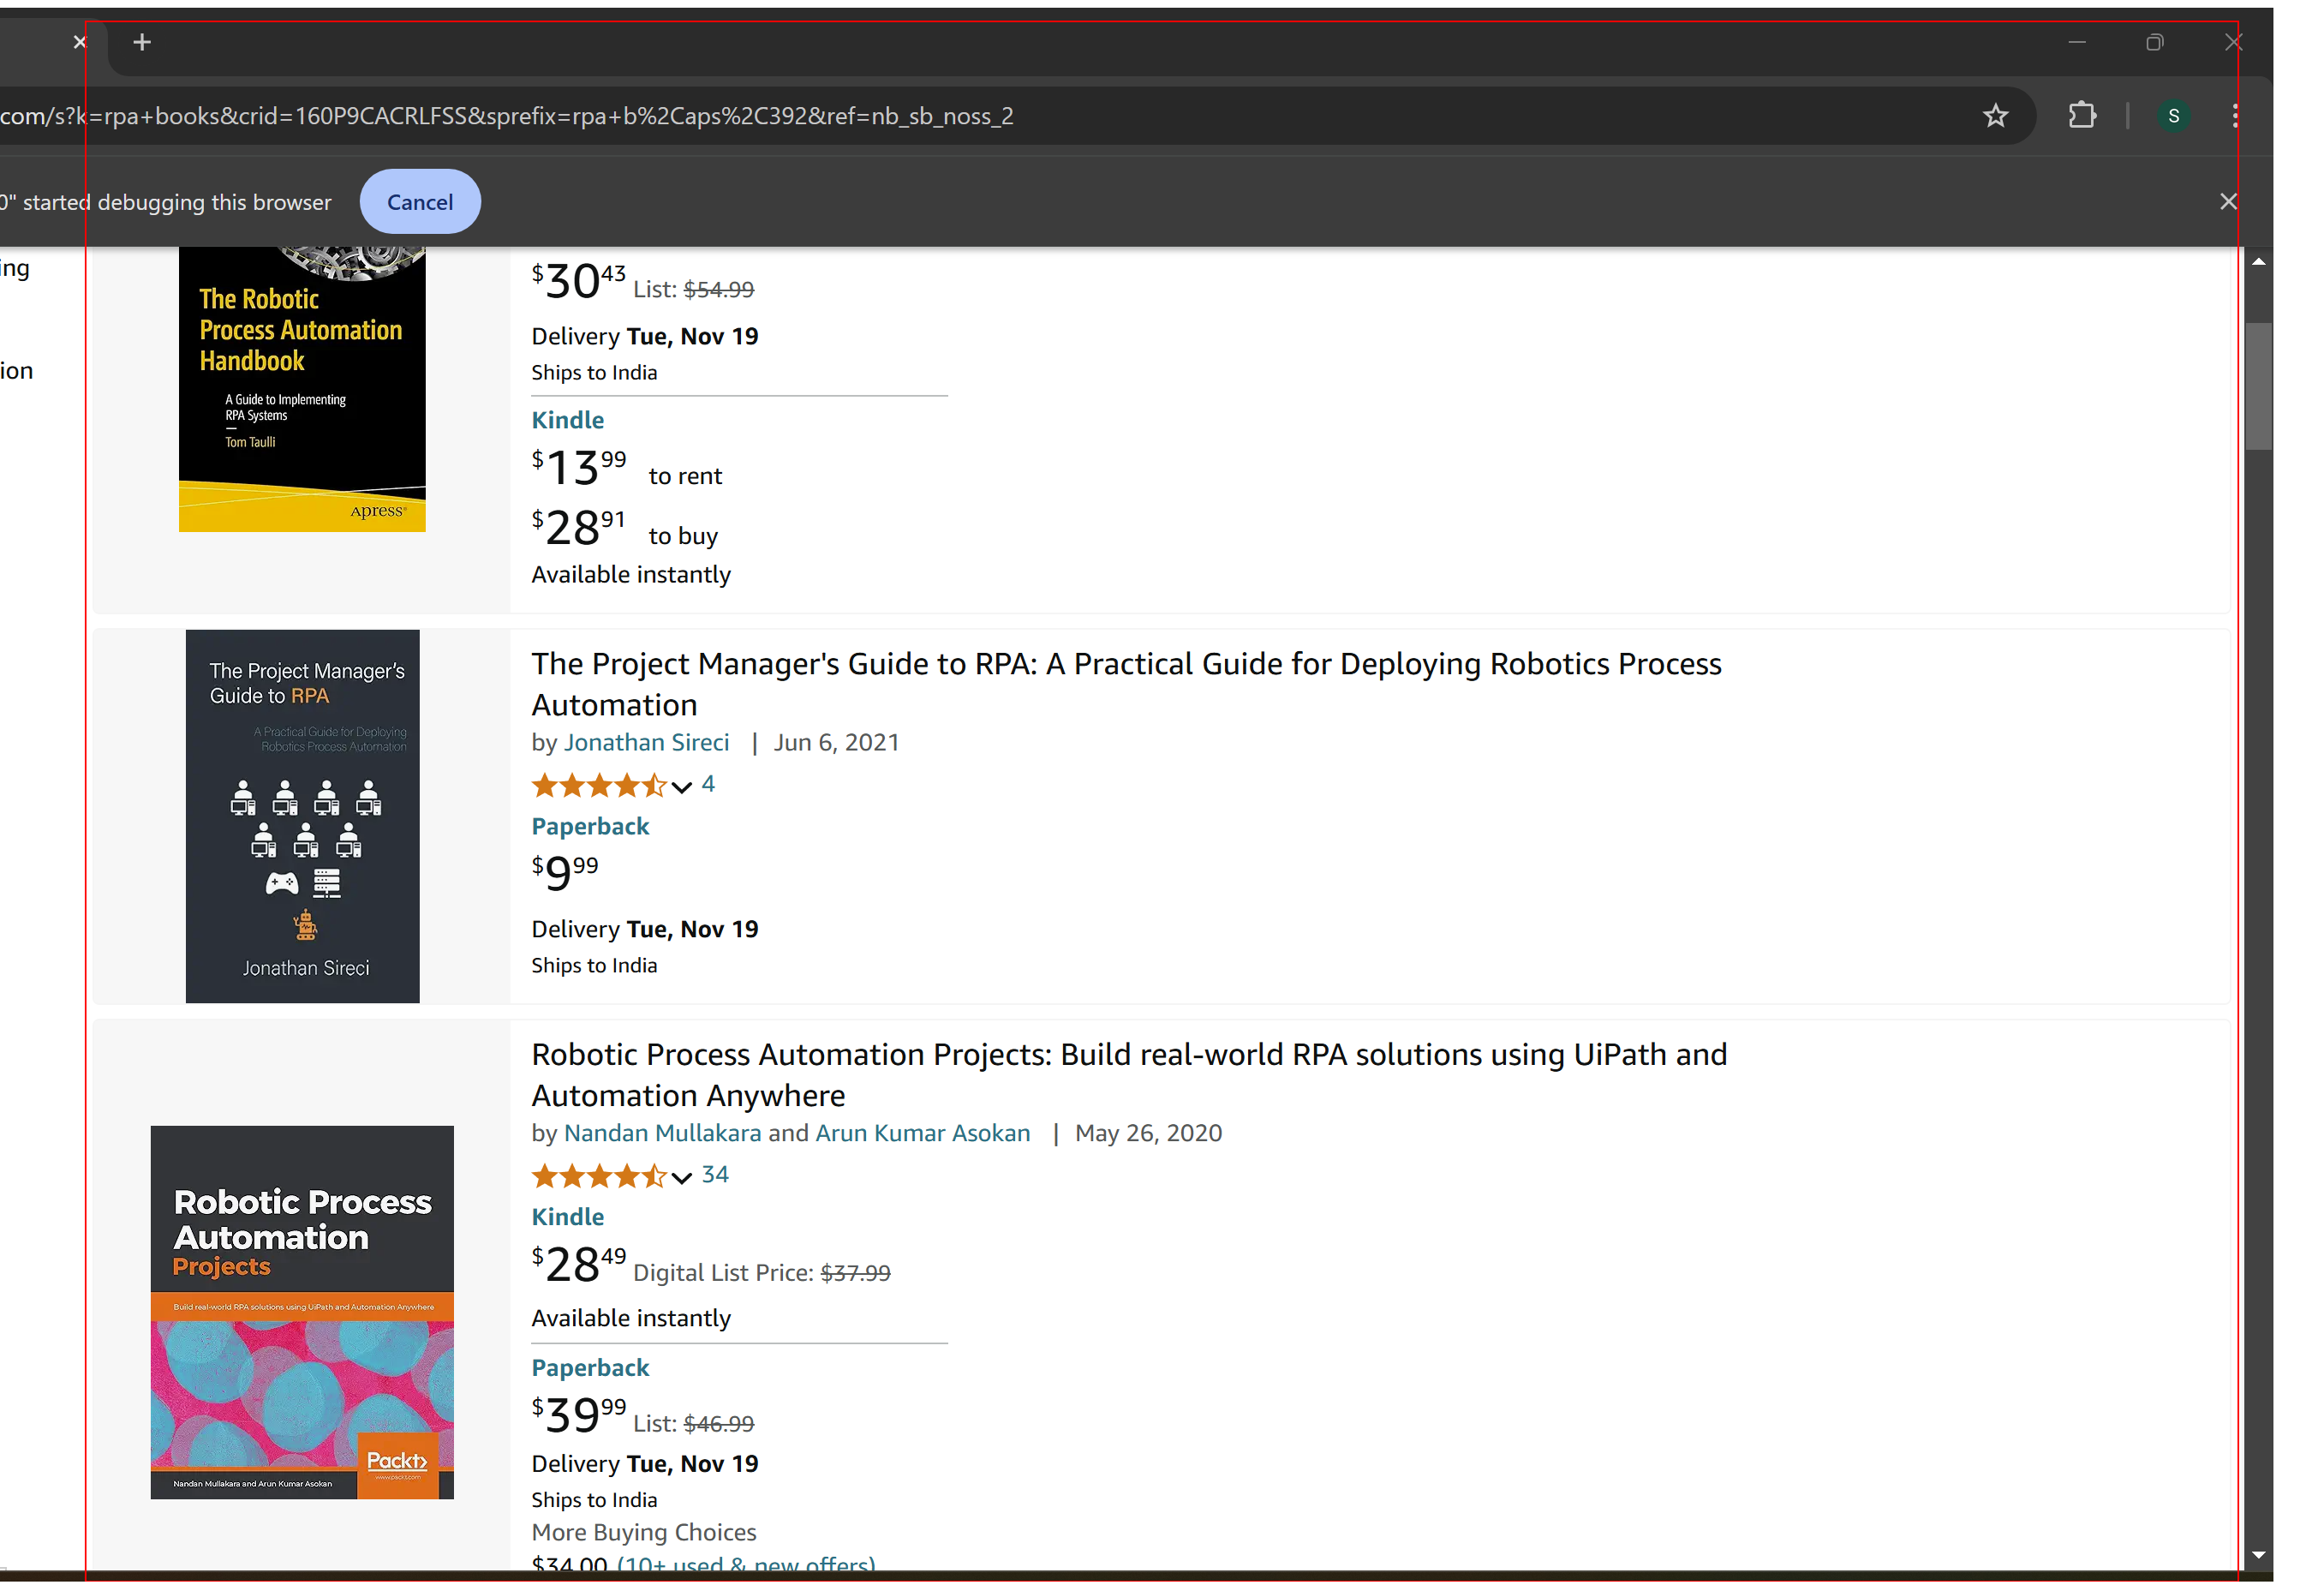 com/s?k=rpa+books&crid=160P9CACRLFSS&sprefix=rpa+b%2Caps%2C392&ref=nb_sb_noss_2
S
0" started debugging this browser
Cancel
ing
ion
The Robotic
Process Automation
Handbook
A Guide to Implementing
RPA Systems
Tom Taulli
Apress®
$30 43 List: $54.99
Delivery Tue, Nov 19
Ships to India
Kindle
$13 99 to rent
$28 91 to buy
Available instantly
The Project Manager's
Guide to RPA
A Practical Guide for Deploying
Robotics Process Automation
Jonathan Sireci
The Project Manager's Guide to RPA: A Practical Guide for Deploying Robotics Process
Automation
by Jonathan Sireci | Jun 6, 2021
4
Paperback
$9 99
Delivery Tue, Nov 19
Ships to India
Robotic Process
Automation
Projects
Build real-world RPA solutions using UiPath and Automation Anywhere
Packt>
www.packt.com
Nandan Mullakara and Arun Kumar Asokan
Robotic Process Automation Projects: Build real-world RPA solutions using UiPath and
Automation Anywhere
by Nandan Mullakara and Arun Kumar Asokan | May 26, 2020
34
Kindle
$28 49 Digital List Price: $37.99
Available instantly
Paperback
$39 99 List: $46.99
Delivery Tue, Nov 19
Ships to India
More Buying Choices
$34.00 (10+ used & new offers)